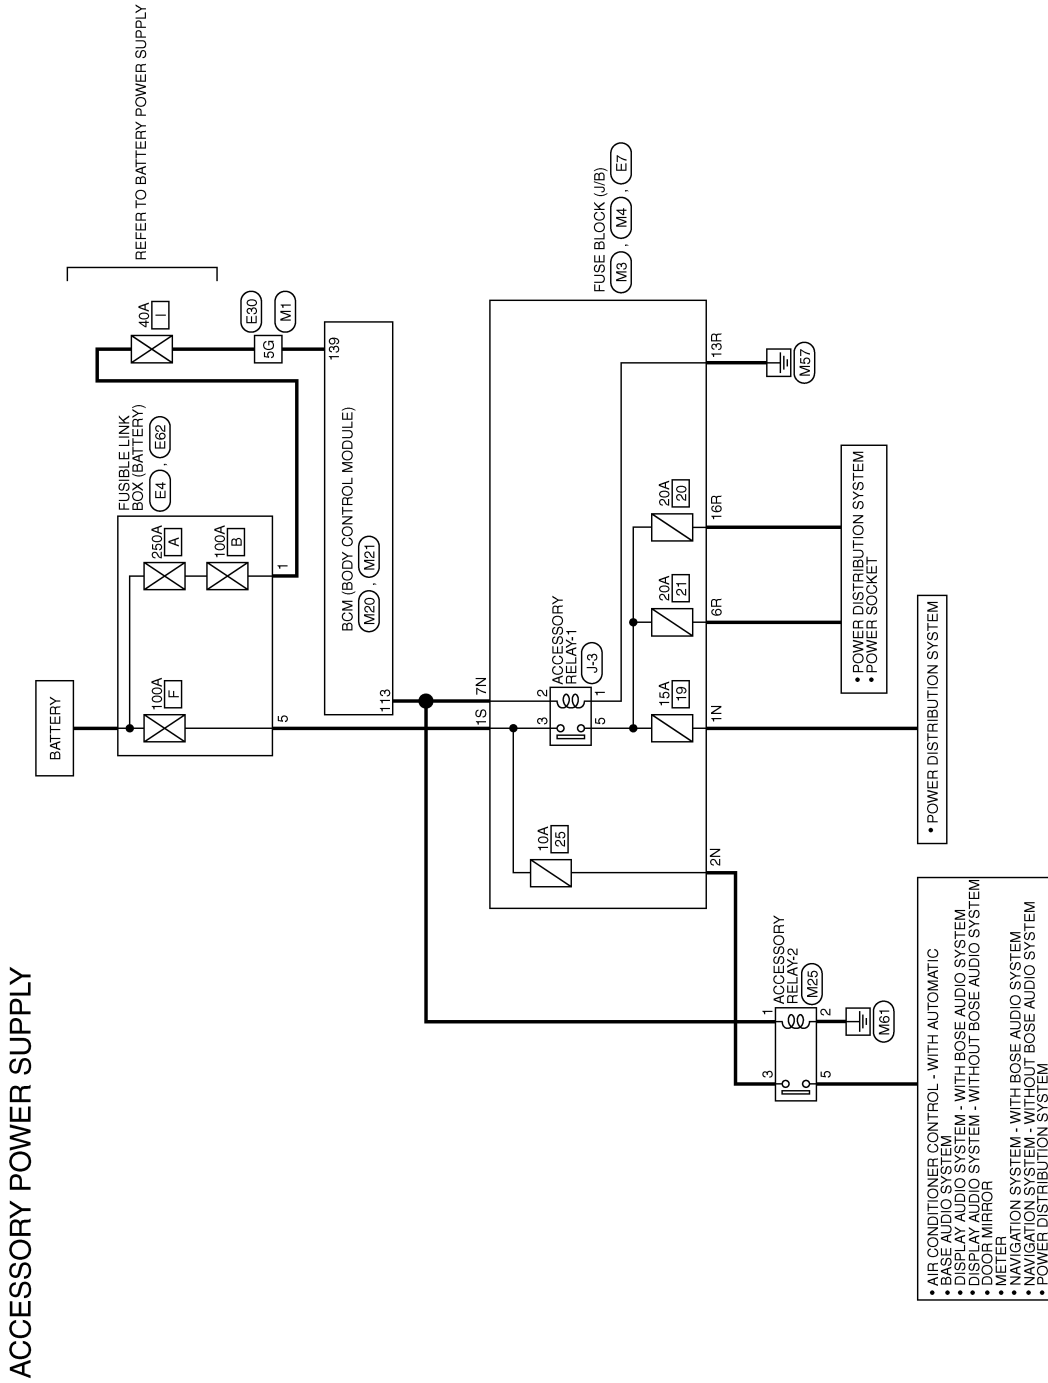 ACCESSORY POWER SUPPLY
BATTERY
FUSIBLE LINK
BOX (BATTERY)
E4 , E62
100A
F
250A
A
100A
B
5
1
REFER TO BATTERY POWER SUPPLY
40A
I
5G
E30
M1
139
BCM (BODY CONTROL MODULE)
M20 , M21
113
FUSE BLOCK (J/B)
M3 , M4 , E7
1S
7N
10A
25
ACCESSORY
RELAY-1
J-3
3
2
5
1
15A
19
20A
21
20A
20
2N
1N
6R
16R
13R
M57
ACCESSORY
RELAY-2
M25
3
1
5
2
M61
• AIR CONDITIONER CONTROL - WITH AUTOMATIC
• BASE AUDIO SYSTEM
• DISPLAY AUDIO SYSTEM - WITH BOSE AUDIO SYSTEM
• DISPLAY AUDIO SYSTEM - WITHOUT BOSE AUDIO SYSTEM
• DOOR MIRROR
• METER
• NAVIGATION SYSTEM - WITH BOSE AUDIO SYSTEM
• NAVIGATION SYSTEM - WITHOUT BOSE AUDIO SYSTEM
• POWER DISTRIBUTION SYSTEM
• POWER DISTRIBUTION SYSTEM
• POWER DISTRIBUTION SYSTEM
• POWER SOCKET